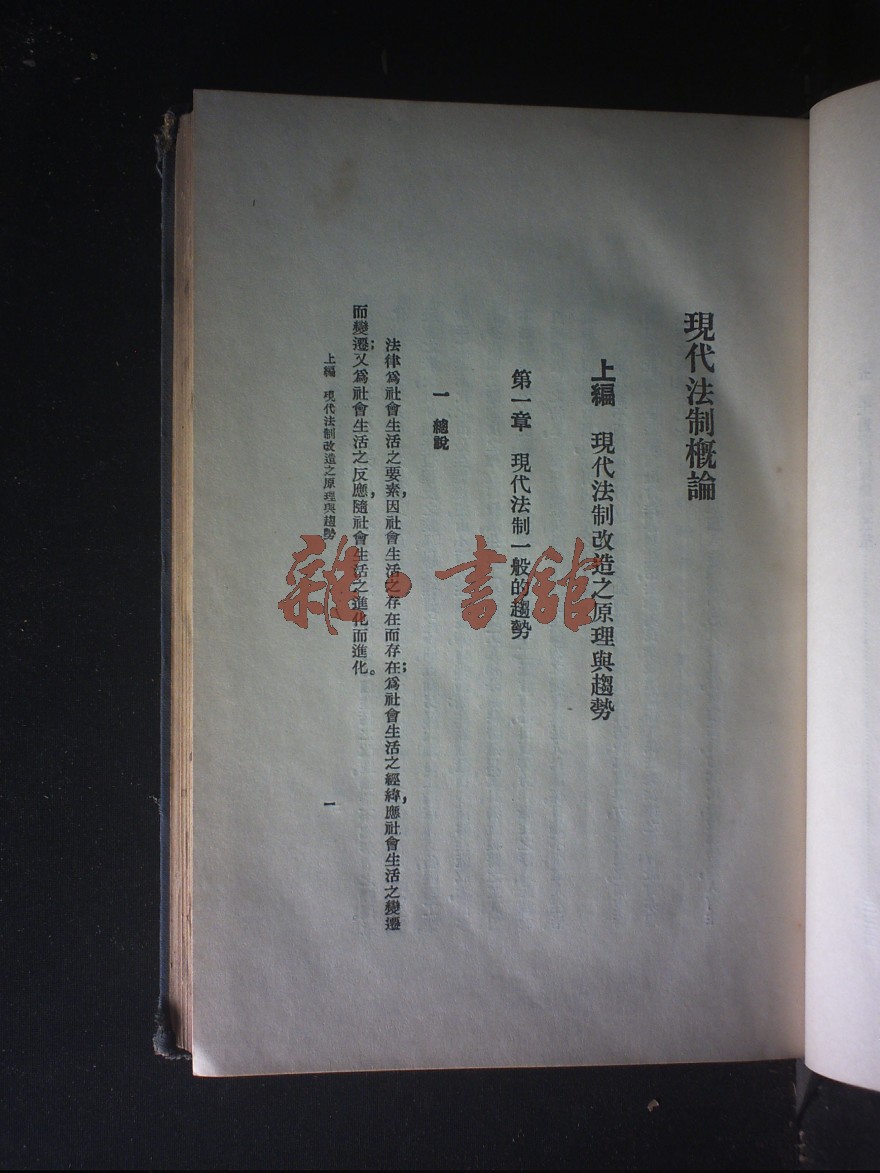 現代法制概論
上編 現代法制改造之原理與趨勢
第一章 現代法制一般的趨勢
一 總說
法律爲社會生活之要素，因社會生活之存在而存在；爲社會生活之經緯，應社會生活之變遷
而變遷；又爲社會生活之反應，隨社會生活之進化而進化。
上編 現代法制改造之原理與趨勢
一
雜·書館